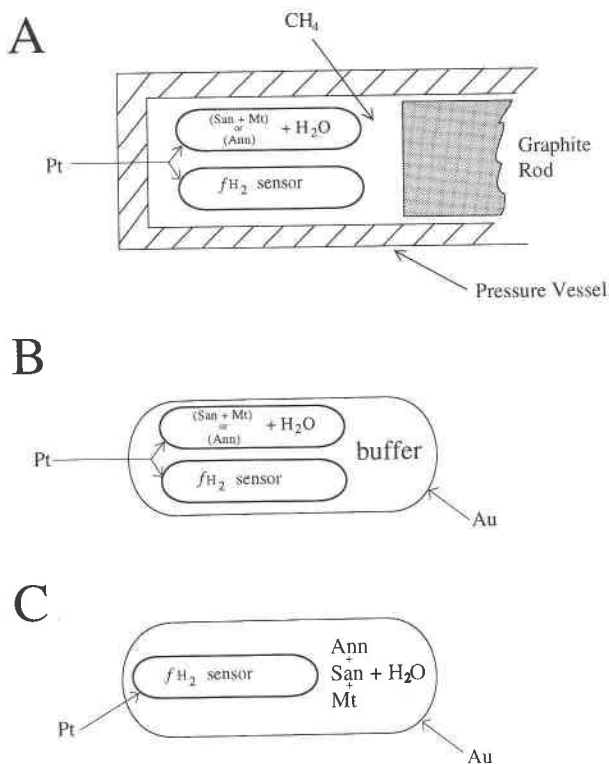 A
CH₄
(San + Mt)
or
(Ann)
+ H₂O
Pt
fH₂ sensor
Graphite
Rod
Pressure Vessel
B
(San + Mt)
or
(Ann)
+ H₂O
buffer
Pt
fH₂ sensor
Au
C
Ann
+
San + H₂O
+
Mt
fH₂ sensor
Pt
Au